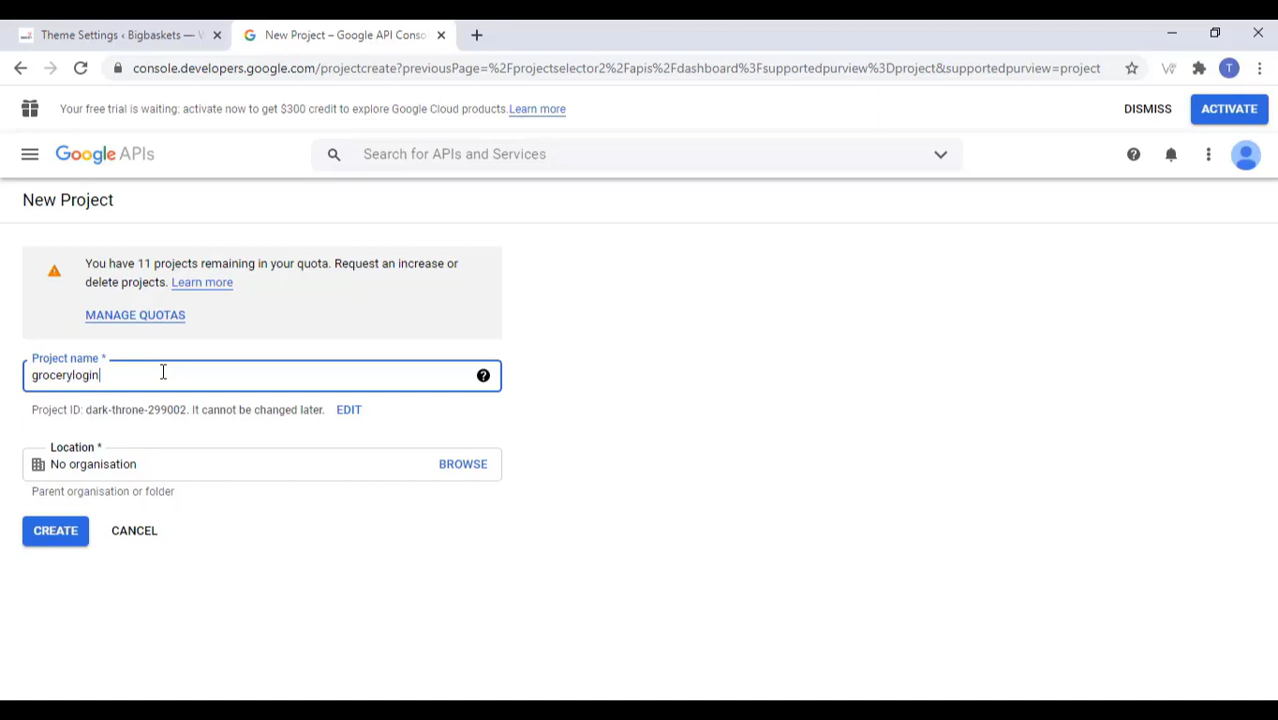 Theme Settings ‹ Bigbaskets —
New Project – Google API Conso
console.developers.google.com/projectcreate?previousPage=%2Fprojectselector2%2Fapis%2Fdashboard%3Fsupportedpurview%3Dproject&supportedpurview=project
T
Your free trial is waiting: activate now to get $300 credit to explore Google Cloud products. Learn more
DISMISS
ACTIVATE
Google APIs
Search for APIs and Services
New Project
You have 11 projects remaining in your quota. Request an increase or
delete projects. Learn more
MANAGE QUOTAS
Project name *
grocerylogin
Project ID: dark-throne-299002. It cannot be changed later. EDIT
Location *
No organisation
BROWSE
Parent organisation or folder
CREATE
CANCEL